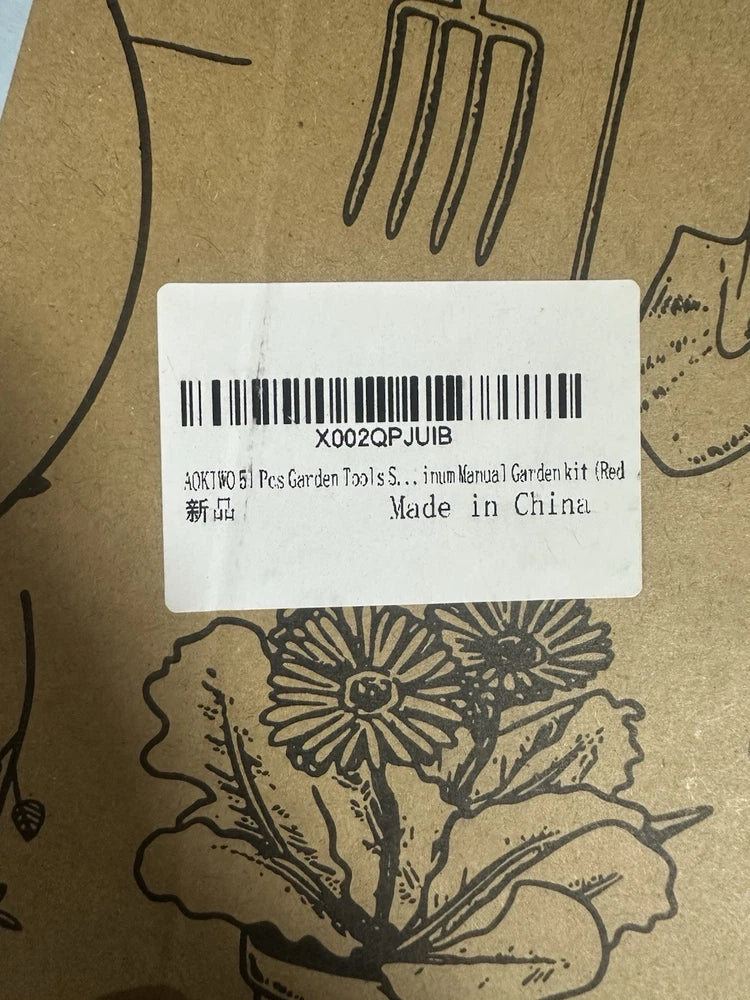 X002QPJUIB
AOKIWO 51 Pcs Garden Tools S...inum Manual Garden kit (Red
新品 Made in China